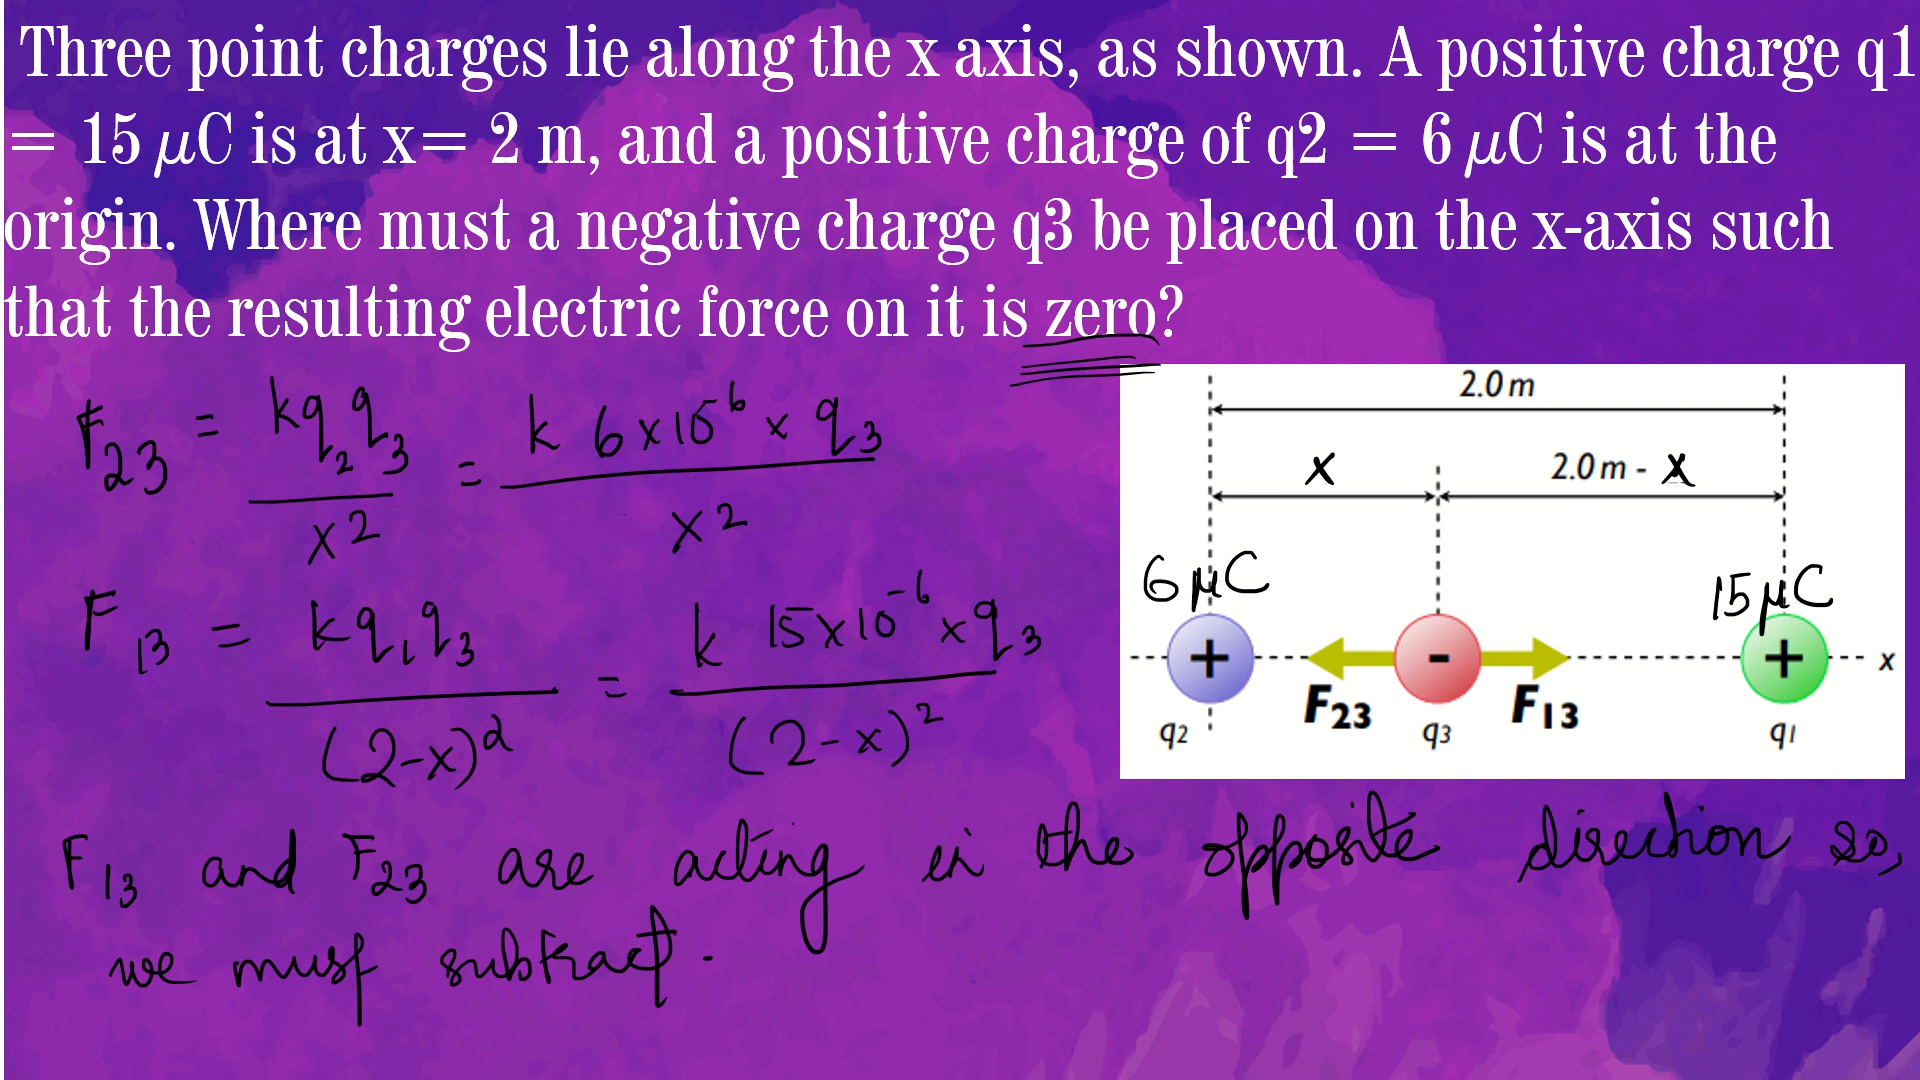 Three point charges lie along the x axis, as shown. A positive charge q1
= 15 μC is at x= 2 m, and a positive charge of q2 = 6 μC is at the
origin. Where must a negative charge q3 be placed on the x-axis such
that the resulting electric force on it is zero?
F₂₃ = kq₂q₃/x² = k 6×10⁻⁶ × q₃/x²
F₁₃ = kq₁q₃/(2-x)² = k 15×10⁻⁶ × q₃/(2-x)²
2.0 m
x 2.0 m - x
6 μC 15 μC
+ - + x
F₂₃ F₁₃
q2 q3 q1
F₁₃ and F₂₃ are acting in the opposite direction so,
we must subtract.